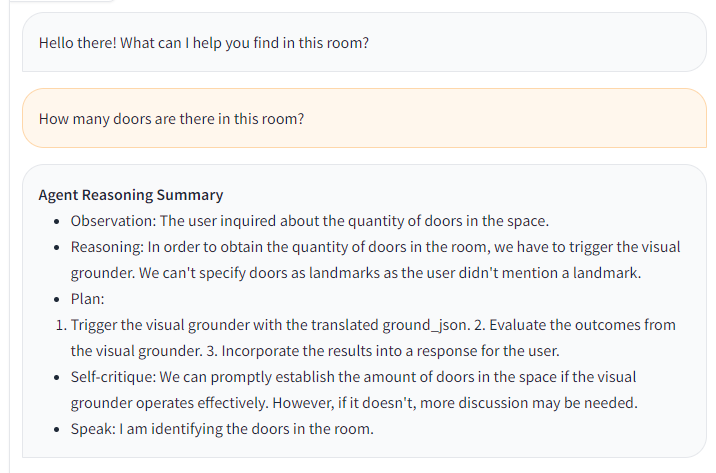 Hello there! What can I help you find in this room?
How many doors are there in this room?
Agent Reasoning Summary
• Observation: The user inquired about the quantity of doors in the space.
• Reasoning: In order to obtain the quantity of doors in the room, we have to trigger the visual
grounder. We can't specify doors as landmarks as the user didn't mention a landmark.
• Plan:
1. Trigger the visual grounder with the translated ground_json. 2. Evaluate the outcomes from
the visual grounder. 3. Incorporate the results into a response for the user.
• Self-critique: We can promptly establish the amount of doors in the space if the visual
grounder operates effectively. However, if it doesn't, more discussion may be needed.
• Speak: I am identifying the doors in the room.